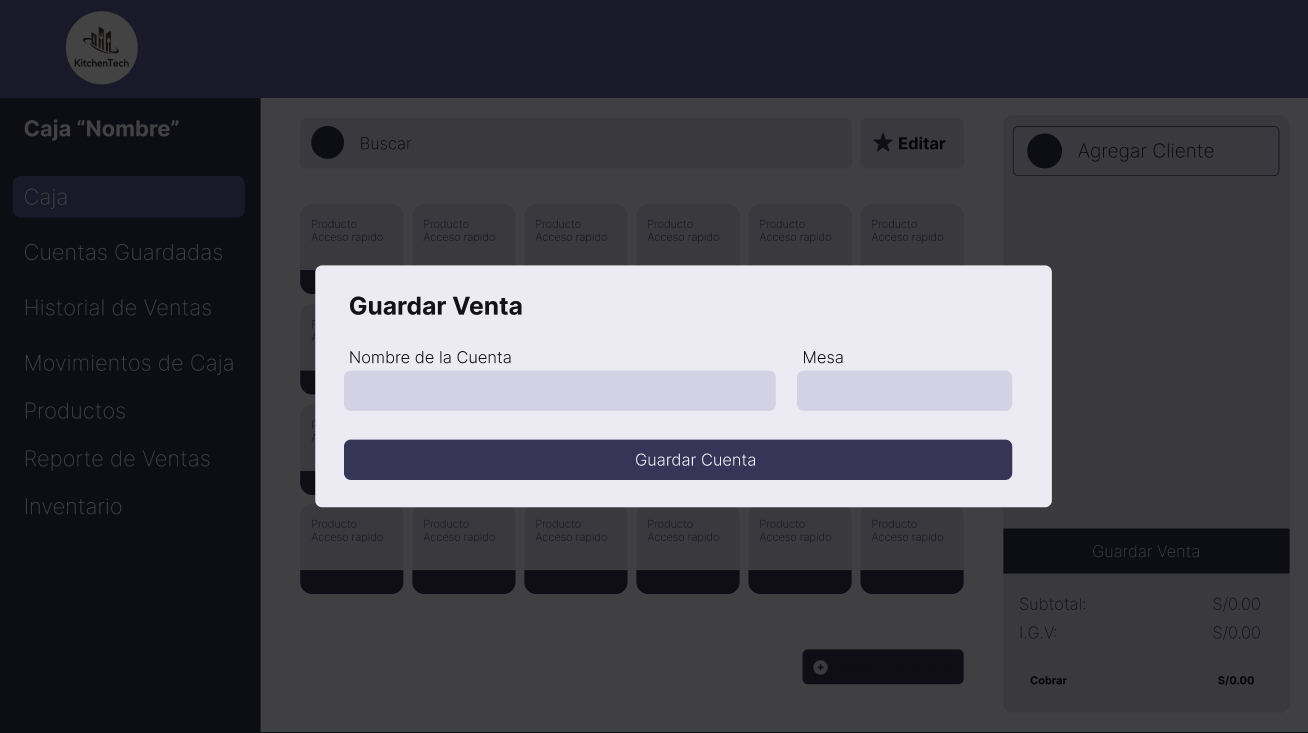 KitchenTech
Caja “Nombre”
Caja
Cuentas Guardadas
Historial de Ventas
Movimientos de Caja
Productos
Reporte de Ventas
Inventario
Buscar
Editar
Producto
Acceso rapido
Producto
Acceso rapido
Producto
Acceso rapido
Producto
Acceso rapido
Producto
Acceso rapido
Producto
Acceso rapido
Guardar Venta
Nombre de la Cuenta
Mesa
Guardar Cuenta
Producto
Acceso rapido
Producto
Acceso rapido
Producto
Acceso rapido
Producto
Acceso rapido
Producto
Acceso rapido
Producto
Acceso rapido
Agregar Cliente
Guardar Venta
Subtotal: S/0.00
I.G.V: S/0.00
Cobrar S/0.00